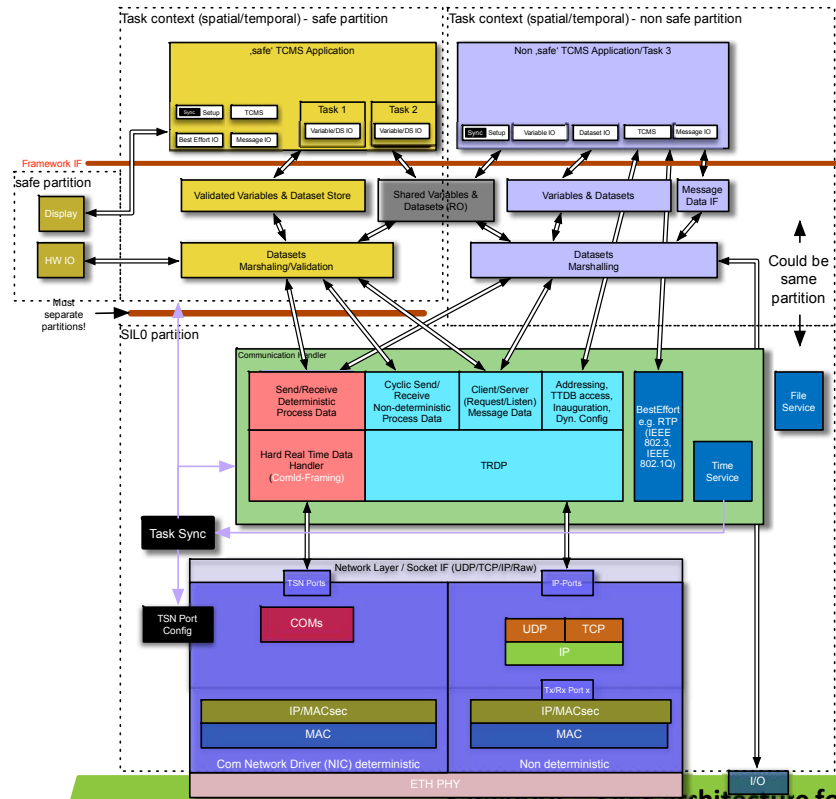 Task context (spatial/temporal) - safe partition
Task context (spatial/temporal) - non safe partition
‚safe' TCMS Application
Non ‚safe' TCMS Application/Task 3
Sync Setup
TCMS
Task 1
Task 2
Variable/DS IO
Variable/DS IO
Best Effort IO
Message IO
Sync Setup
Variable IO
Dataset IO
TCMS
Message IO
Framework IF
safe partition
Display
HW IO
Validated Variables & Dataset Store
Shared Variables &
Datasets (RO)
Variables & Datasets
Message
Data IF
Datasets
Marshaling/Validation
Datasets
Marshalling
Could be
same
partition
Must
separate
partitions!
SIL0 partition
Communication Handler
Send/Receive
Deterministic
Process Data
Cyclic Send/
Receive
Non-deterministic
Process Data
Client/Server
(Request/Listen)
Message Data
Addressing,
TTDB access,
Inauguration,
Dyn. Config
BestEffort
e.g. RTP
(IEEE
802.3,
IEEE
802.1Q)
File
Service
Hard Real Time Data
Handler
(ComId-Framing)
TRDP
Time
Service
Task Sync
Network Layer / Socket IF (UDP/TCP/IP/Raw)
TSN Ports
IP-Ports
TSN Port
Config
COMs
UDP
TCP
IP
Tx/Rx Port x
IP/MACsec
IP/MACsec
MAC
MAC
Com Network Driver (NIC) deterministic
Non deterministic
ETH PHY
I/O